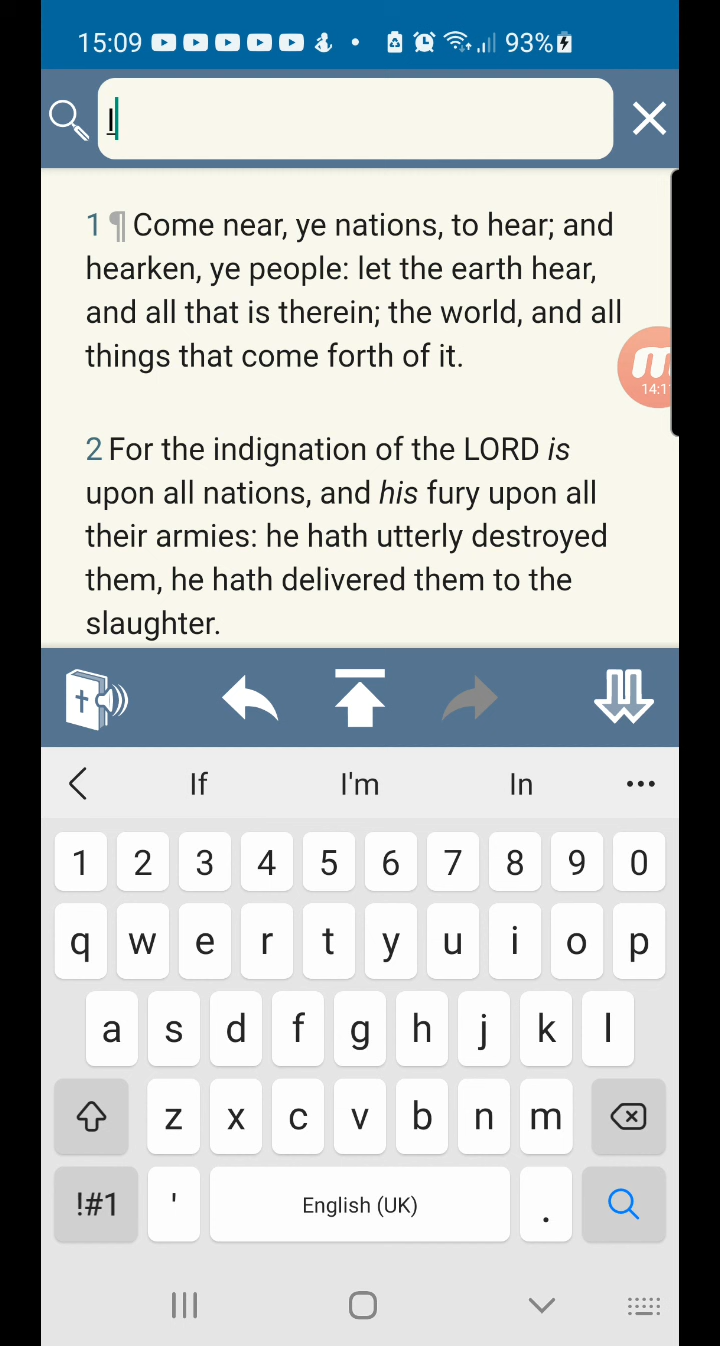 15:09 93%
I
1 ¶ Come near, ye nations, to hear; and
hearken, ye people: let the earth hear,
and all that is therein; the world, and all
things that come forth of it.
14:1
2 For the indignation of the LORD is
upon all nations, and his fury upon all
their armies: he hath utterly destroyed
them, he hath delivered them to the
slaughter.
If I'm In ...
1 2 3 4 5 6 7 8 9 0
q w e r t y u i o p
a s d f g h j k l
z x c v b n m
!#1 ' English (UK) .